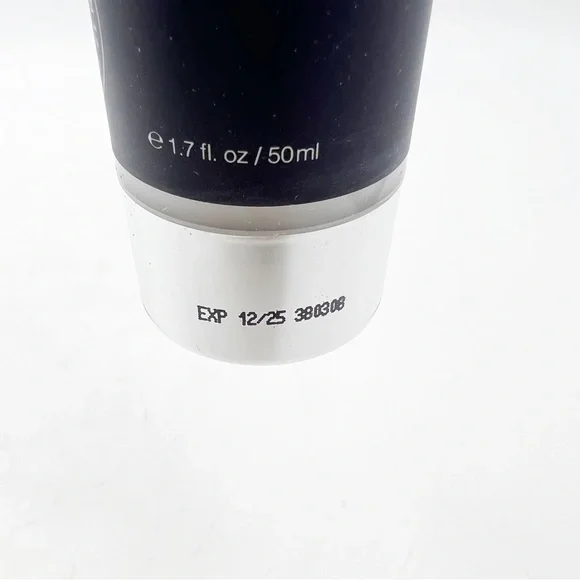 ℮ 1.7 fl. oz / 50ml
EXP 12/25 380308